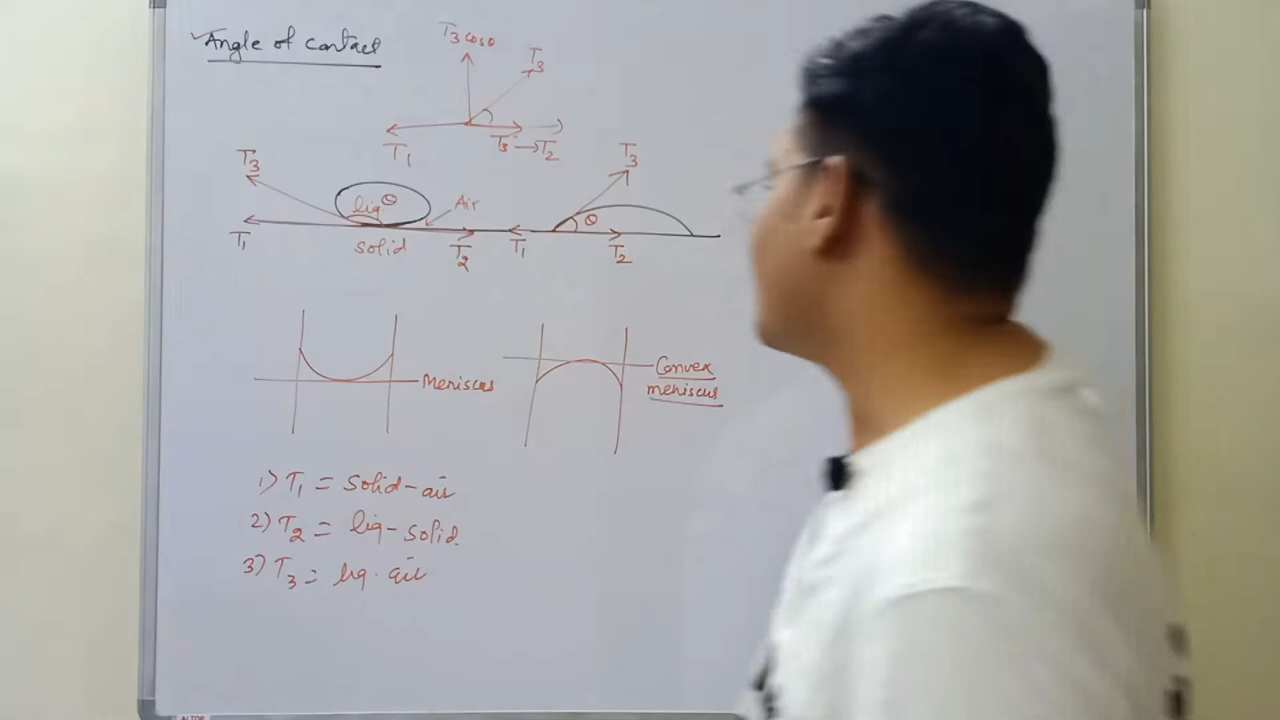 Angle of contact
T3 cosθ
T3
T1
T3 → T2
T3
liq θ
Air
T1
solid
T2
T3
θ
T1
T2
Meniscus
Convex
meniscus
1) T1 = Solid-air
2) T2 = liq-solid.
3) T3 = liq. air